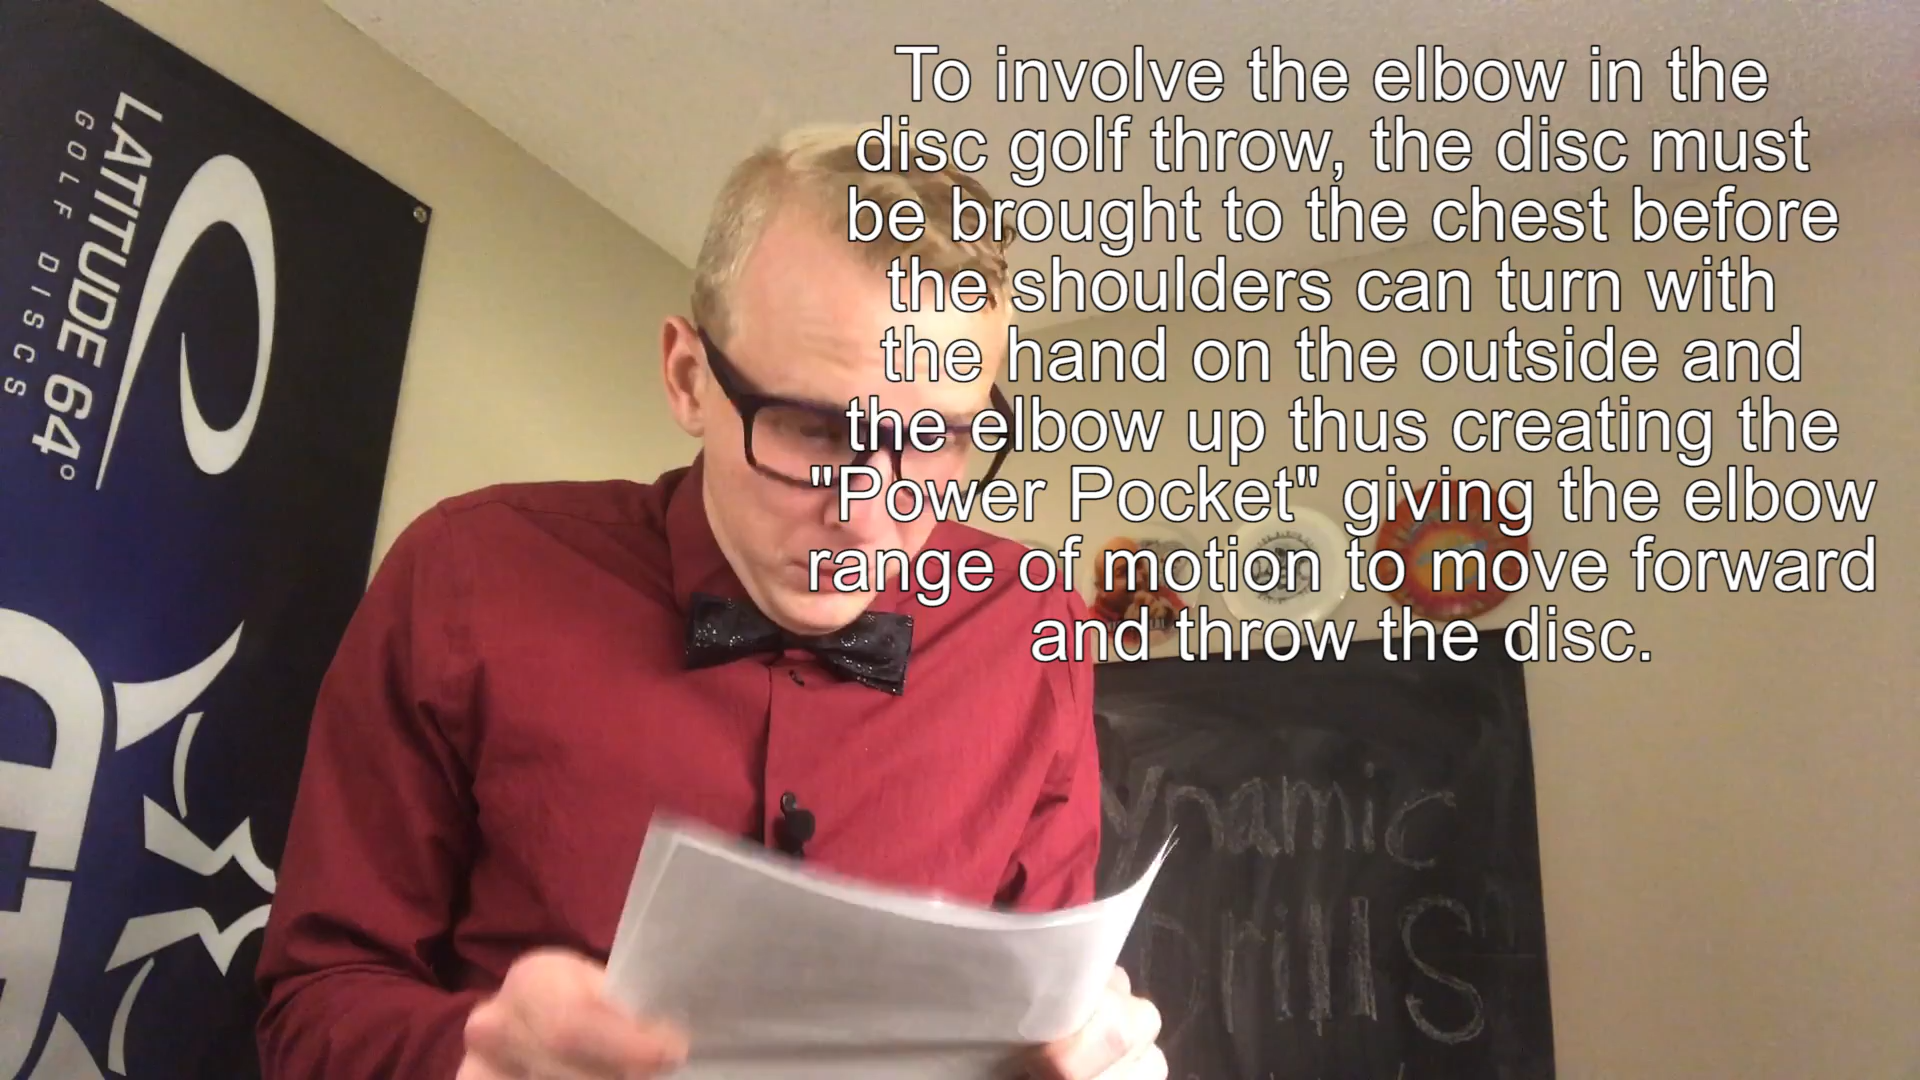 To involve the elbow in the
disc golf throw, the disc must
be brought to the chest before
the shoulders can turn with
the hand on the outside and
the elbow up thus creating the
"Power Pocket" giving the elbow
range of motion to move forward
and throw the disc.
LATITUDE 64°
GOLF DISCS
ynamic
Drills